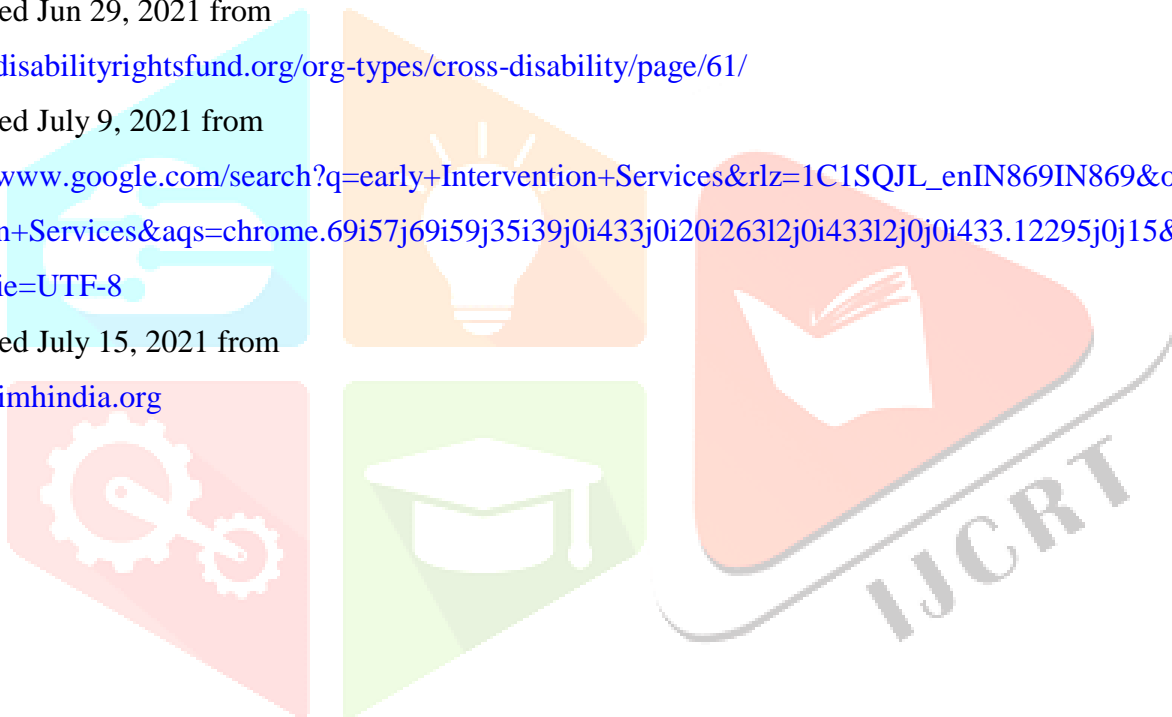 ed Jun 29, 2021 from
disabilityrightsfund.org/org-types/cross-disability/page/61/
ed July 9, 2021 from
www.google.com/search?q=early+Intervention+Services&rlz=1C1SQJL_enIN869IN869&o
n+Services&aqs=chrome.69i57j69i59j35i39j0i433j0i20i263l2j0i433l2j0j0i433.12295j0j15&
ie=UTF-8
ed July 15, 2021 from
imhindia.org
IJCRT